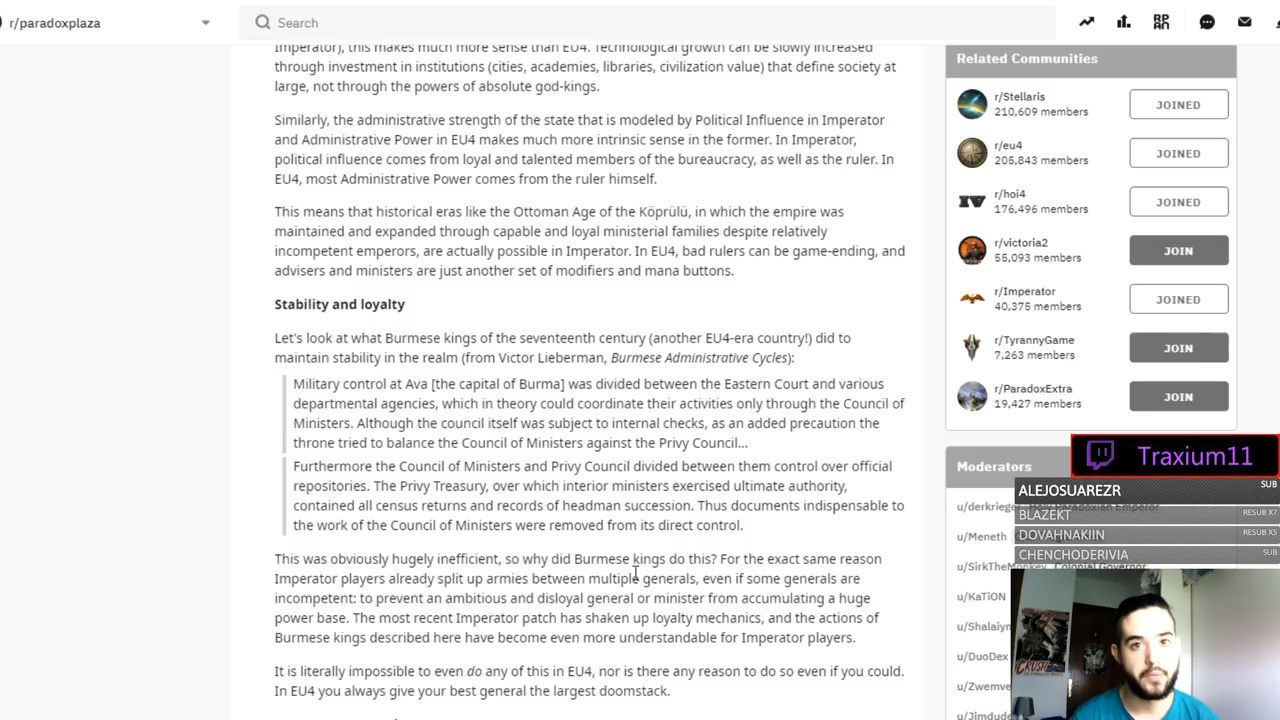 r/paradoxplaza
Search
Imperator), this makes much more sense than EU4. Technological growth can be slowly increased
through investment in institutions (cities, academies, libraries, civilization value) that define society at
large, not through the powers of absolute god-kings.
Similarly, the administrative strength of the state that is modeled by Political Influence in Imperator
and Administrative Power in EU4 makes much more intrinsic sense in the former. In Imperator,
political influence comes from loyal and talented members of the bureaucracy, as well as the ruler. In
EU4, most Administrative Power comes from the ruler himself.
This means that historical eras like the Ottoman Age of the Köprülü, in which the empire was
maintained and expanded through capable and loyal ministerial families despite relatively
incompetent emperors, are actually possible in Imperator. In EU4, bad rulers can be game-ending, and
advisers and ministers are just another set of modifiers and mana buttons.
Stability and loyalty
Let's look at what Burmese kings of the seventeenth century (another EU4-era country!) did to
maintain stability in the realm (from Victor Lieberman, Burmese Administrative Cycles):
Military control at Ava [the capital of Burma] was divided between the Eastern Court and various
departmental agencies, which in theory could coordinate their activities only through the Council of
Ministers. Although the council itself was subject to internal checks, as an added precaution the
throne tried to balance the Council of Ministers against the Privy Council...
Furthermore the Council of Ministers and Privy Council divided between them control over official
repositories. The Privy Treasury, over which interior ministers exercised ultimate authority,
contained all census returns and records of headman succession. Thus documents indispensable to
the work of the Council of Ministers were removed from its direct control.
This was obviously hugely inefficient, so why did Burmese kings do this? For the exact same reason
Imperator players already split up armies between multiple generals, even if some generals are
incompetent: to prevent an ambitious and disloyal general or minister from accumulating a huge
power base. The most recent Imperator patch has shaken up loyalty mechanics, and the actions of
Burmese kings described here have become even more understandable for Imperator players.
It is literally impossible to even do any of this in EU4, nor is there any reason to do so even if you could.
In EU4 you always give your best general the largest doomstack.
Related Communities
r/Stellaris
210,609 members
JOINED
r/eu4
205,843 members
JOINED
r/hoi4
176,496 members
JOINED
r/victoria2
55,093 members
JOIN
r/Imperator
40,375 members
JOINED
r/TyrannyGame
7,263 members
JOIN
r/ParadoxExtra
19,427 members
JOIN
Moderators
Traxium11
ALEJOSUAREZR SUB
u/derkrieger Holy Paradoxian Emperor
BLAZEKT RESUB X7
u/Meneth
DOVAHNAKIIN RESUB X5
CHENCHODERIVIA SUB
u/SirkTheMonkey Colonial Governor
u/KaTiON
u/Shalaiyn
u/DuoDex
u/Zwemve
u/Jimdude
CRUSH